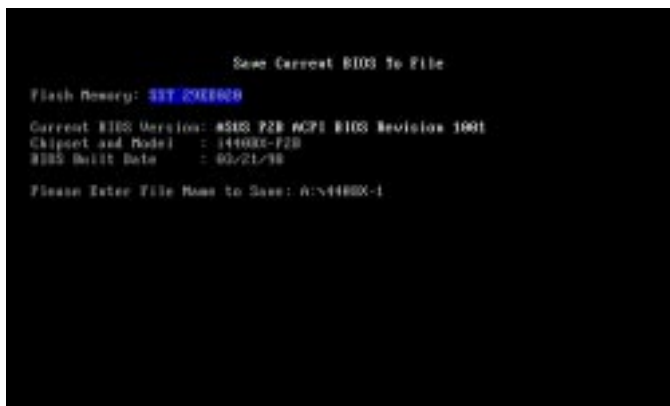 Save Current BIOS To File
Flash Memory: SST 29EE020
Current BIOS Version: ASUS P2B ACPI BIOS Revision 1001
Chipset and Model : i440BX-P2B
BIOS Built Date : 03/21/98
Please Enter File Name to Save: A:\440BX-1